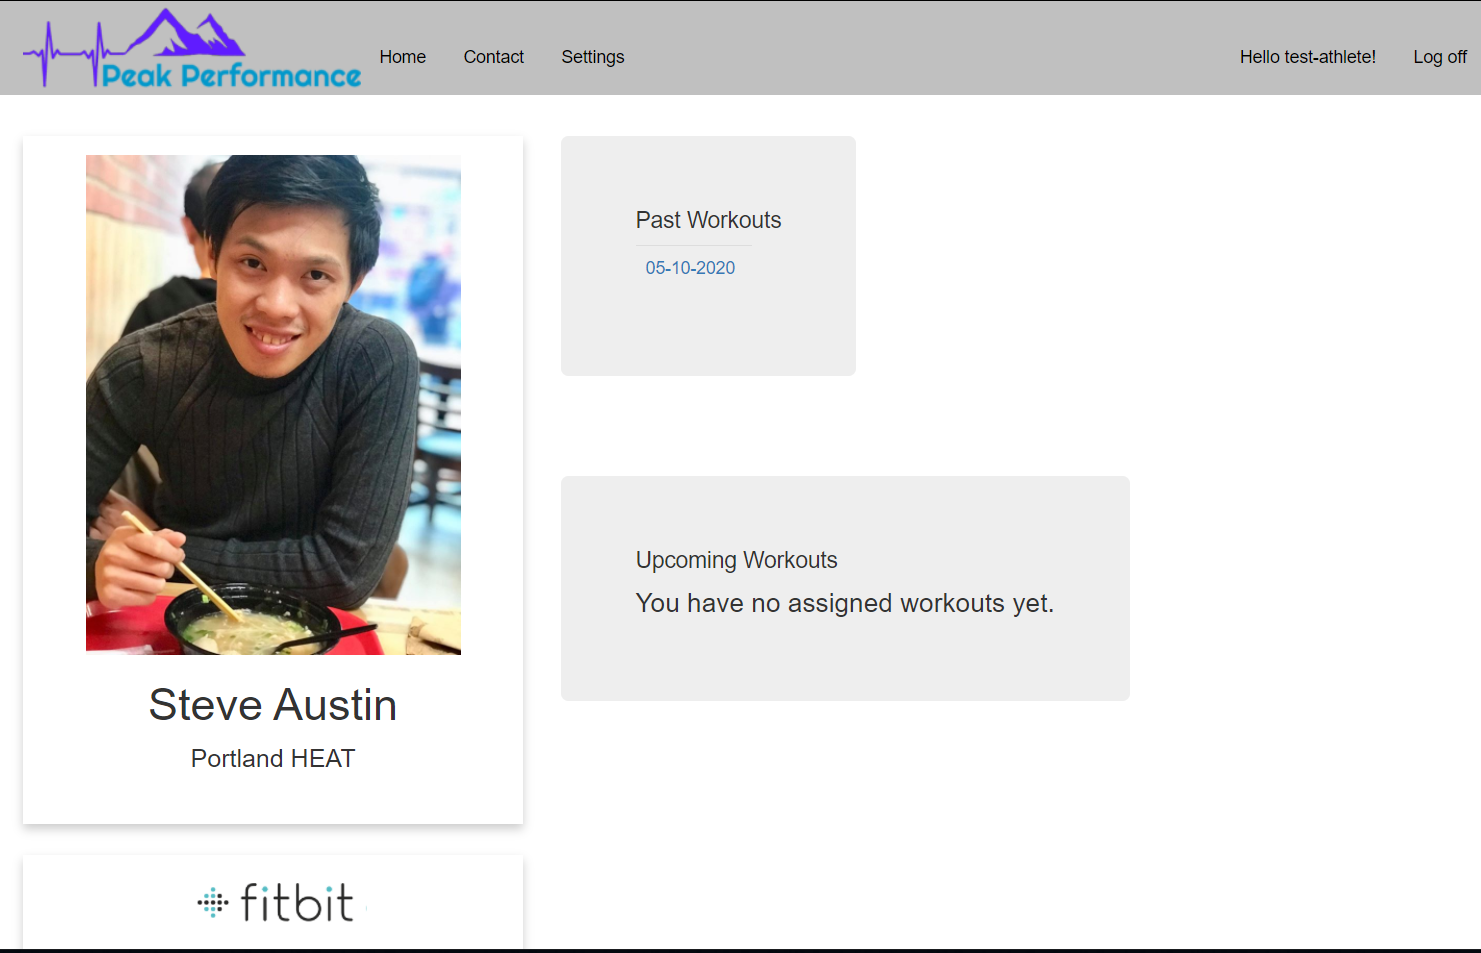 Peak Performance
Home Contact Settings Hello test-athlete! Log off
Past Workouts
05-10-2020
Upcoming Workouts
You have no assigned workouts yet.
Steve Austin
Portland HEAT
fitbit